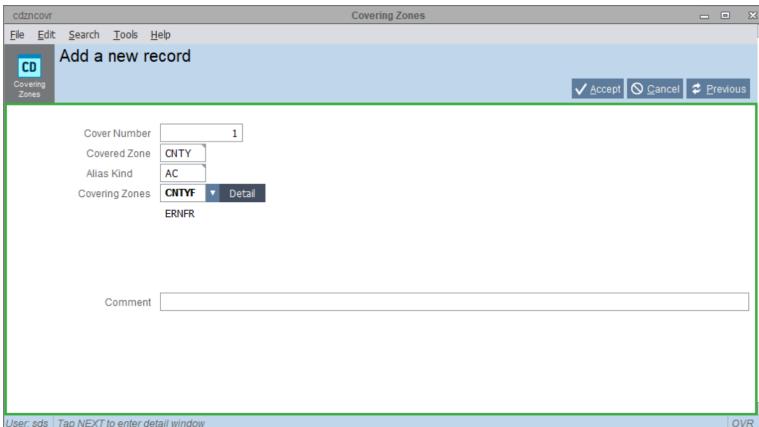 cdzncovr Covering Zones
File Edit Search Tools Help
CD
Covering
Zones
Add a new record
Accept Cancel Previous
Cover Number 1
Covered Zone CNTY
Alias Kind AC
Covering Zones CNTYF Detail
ERNFR
Comment
User: sds Tap NEXT to enter detail window OVR